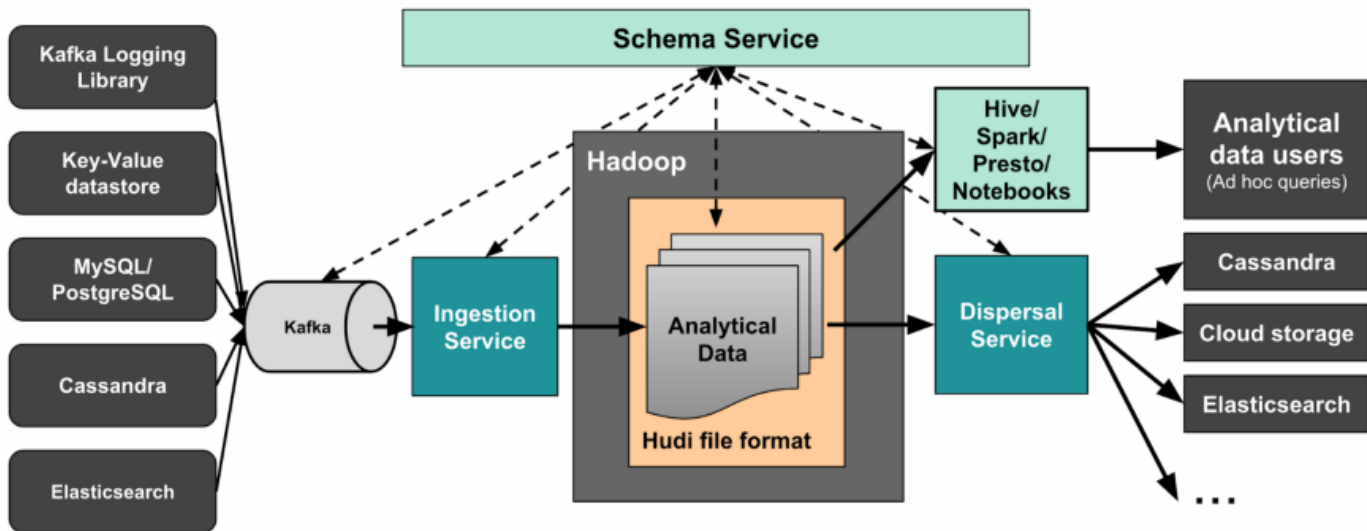 Schema Service
Kafka Logging
Library
Key-Value
datastore
MySQL/
PostgreSQL
Cassandra
Elasticsearch
Kafka
Ingestion
Service
Hadoop
Analytical
Data
Hudi file format
Hive/
Spark/
Presto/
Notebooks
Analytical
data users
(Ad hoc queries)
Dispersal
Service
Cassandra
Cloud storage
Elasticsearch
...